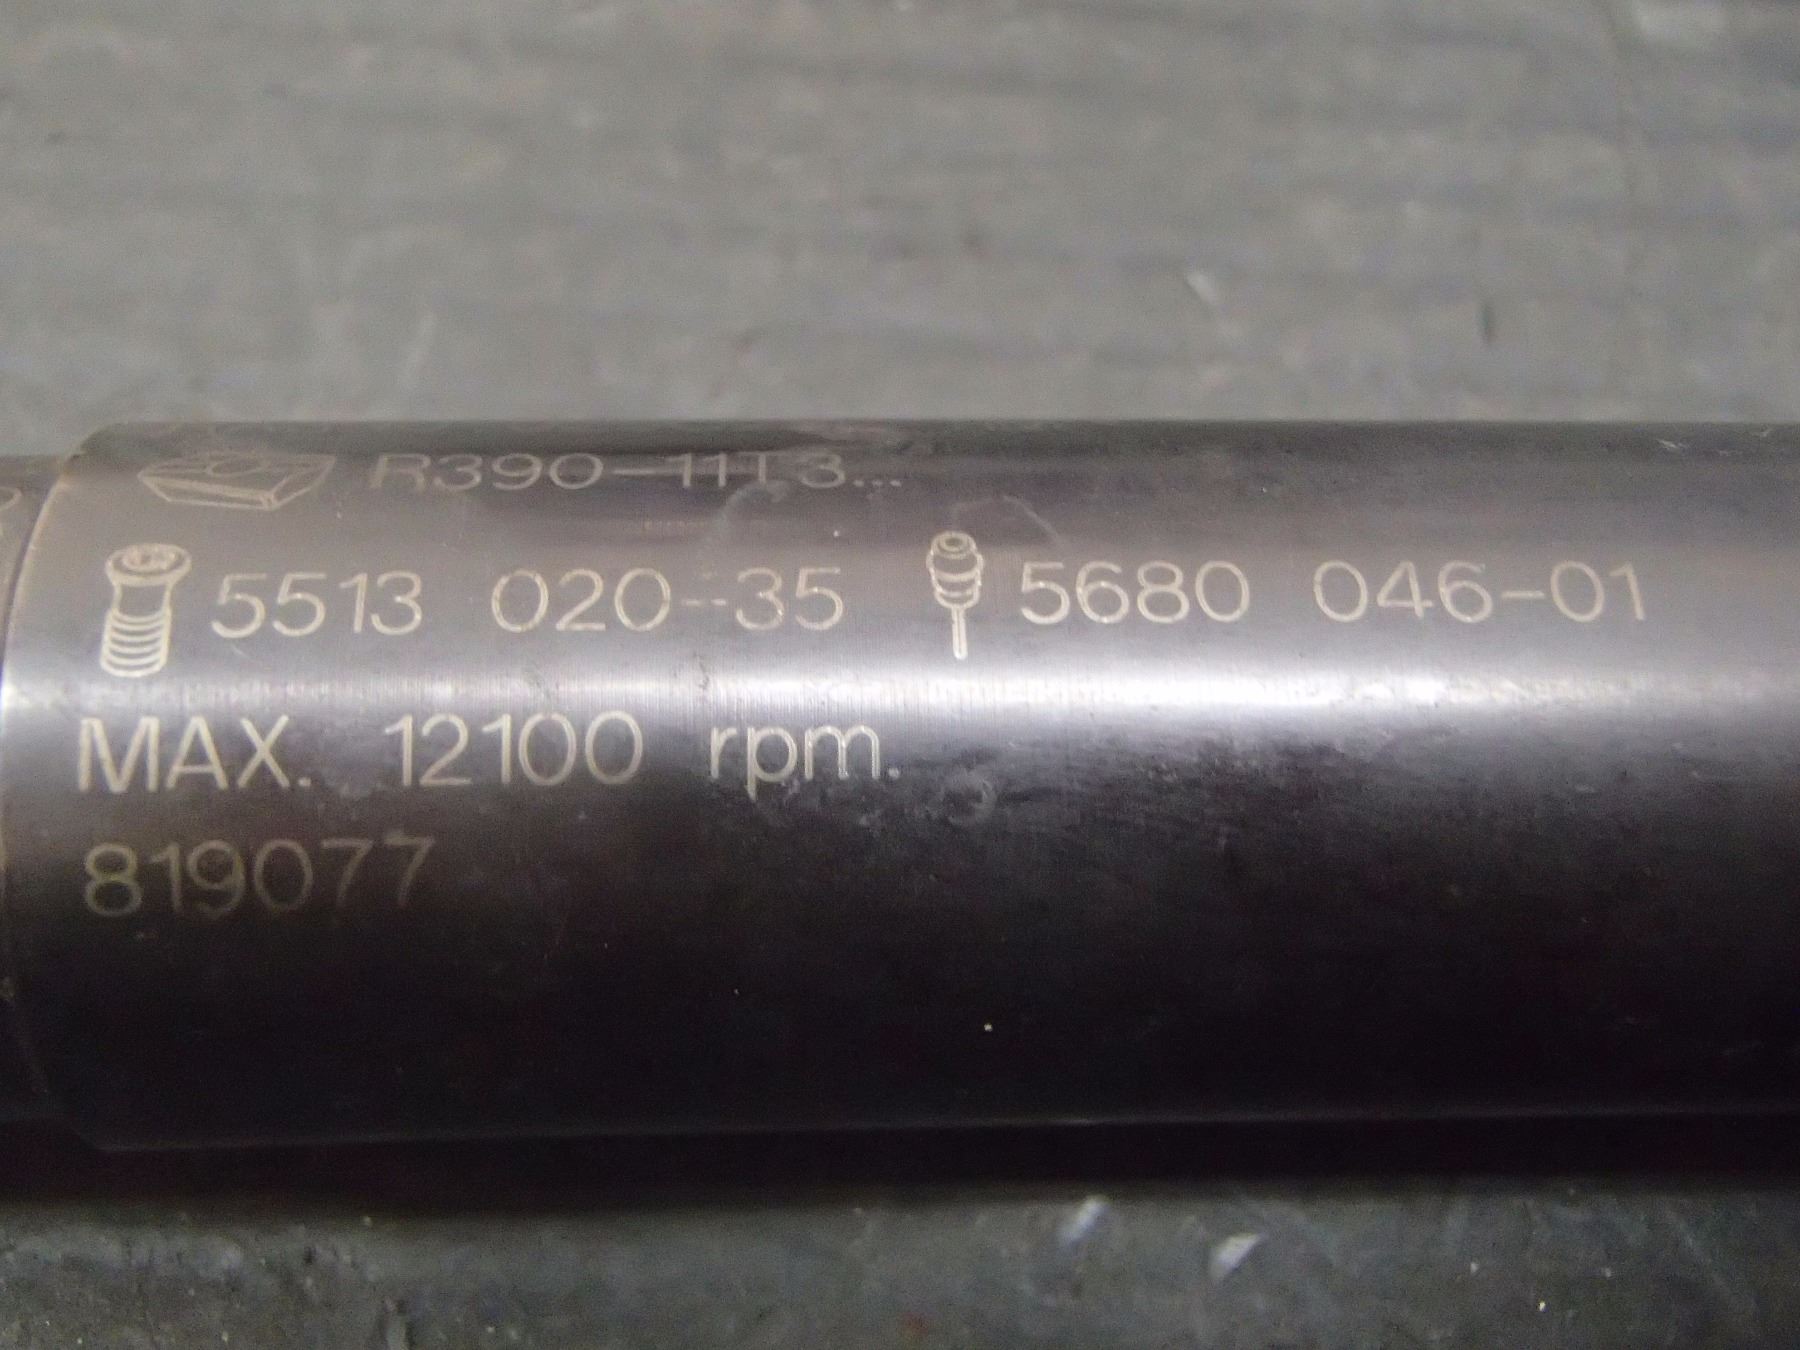 R390-11T3...
5513 020-35 5680 046-01
MAX. 12100 rpm.
819077